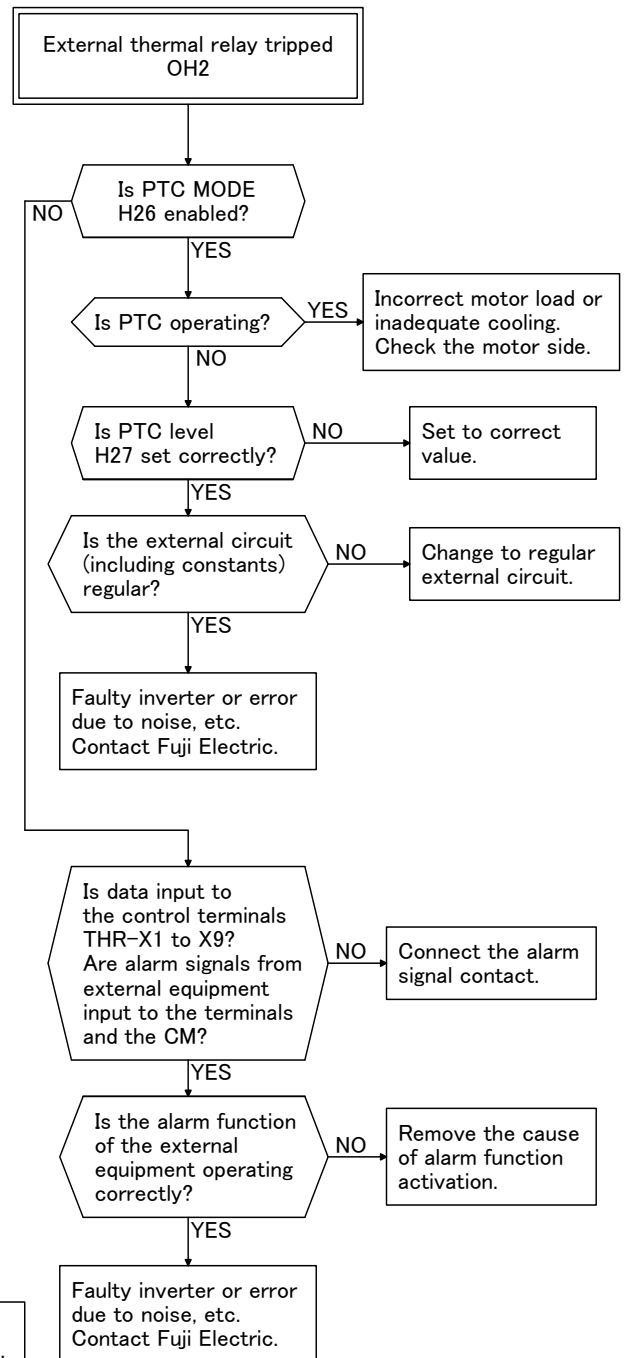 External thermal relay tripped
OH2
Is PTC MODE
H26 enabled?
NO
YES
Is PTC operating?
YES
Incorrect motor load or
inadequate cooling.
Check the motor side.
NO
Is PTC level
H27 set correctly?
NO
Set to correct
value.
YES
Is the external circuit
(including constants)
regular?
NO
Change to regular
external circuit.
YES
Faulty inverter or error
due to noise, etc.
Contact Fuji Electric.
Is data input to
the control terminals
THR-X1 to X9?
Are alarm signals from
external equipment
input to the terminals
and the CM?
NO
Connect the alarm
signal contact.
YES
Is the alarm function
of the external
equipment operating
correctly?
NO
Remove the cause
of alarm function
activation.
YES
Faulty inverter or error
due to noise, etc.
Contact Fuji Electric.
.